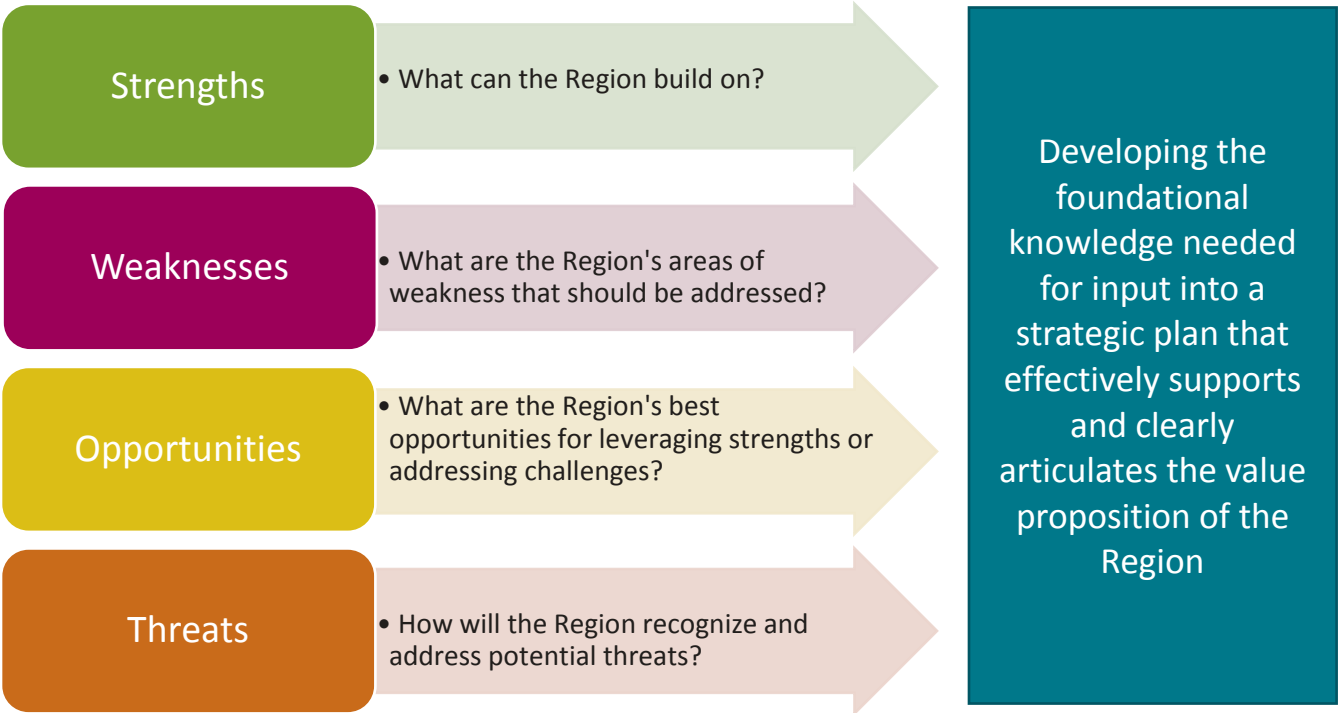 Strengths
• What can the Region build on?
Weaknesses
• What are the Region's areas of
weakness that should be addressed?
Opportunities
• What are the Region's best
opportunities for leveraging strengths or
addressing challenges?
Threats
• How will the Region recognize and
address potential threats?
Developing the
foundational
knowledge needed
for input into a
strategic plan that
effectively supports
and clearly
articulates the value
proposition of the
Region